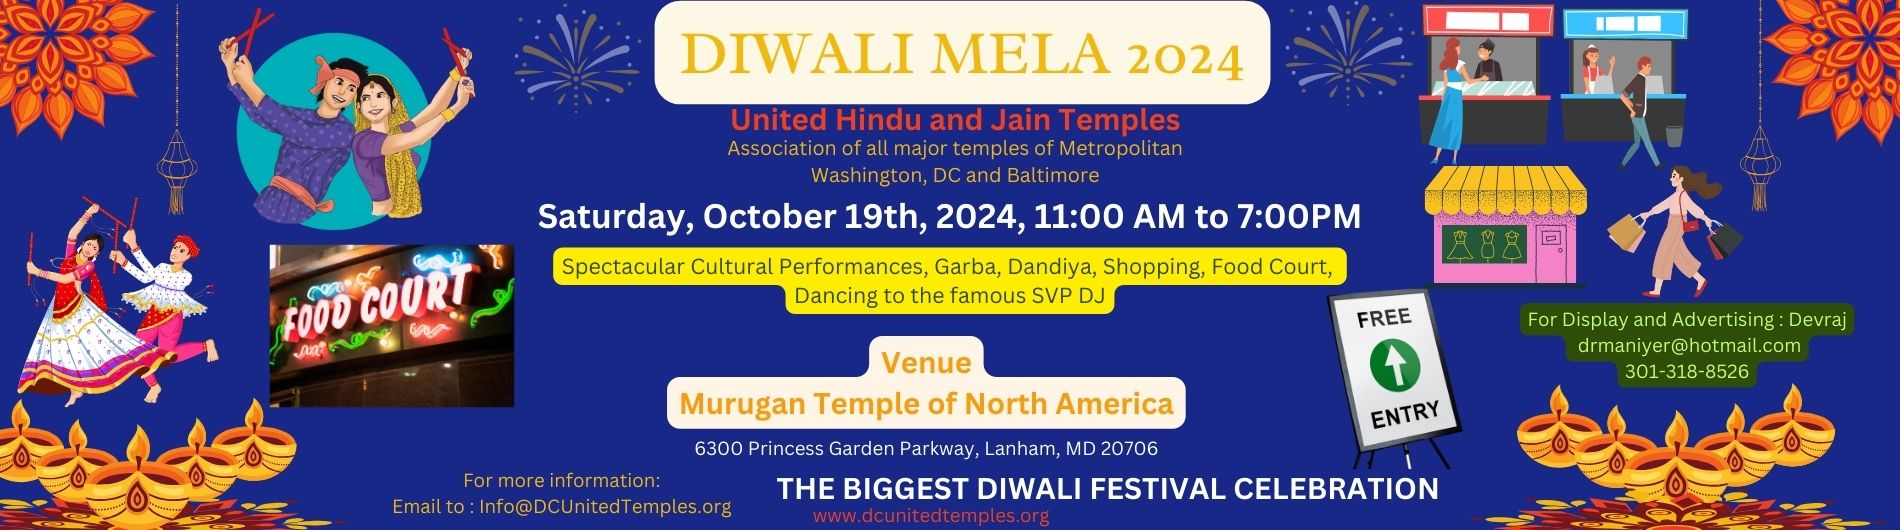 DIWALI MELA 2024
United Hindu and Jain Temples
Association of all major temples of Metropolitan
Washington, DC and Baltimore
Saturday, October 19th, 2024, 11:00 AM to 7:00PM
Spectacular Cultural Performances, Garba, Dandiya, Shopping, Food Court,
Dancing to the famous SVP DJ
FOOD COURT
Venue
Murugan Temple of North America
6300 Princess Garden Parkway, Lanham, MD 20706
FREE
ENTRY
For Display and Advertising : Devraj
drmaniyer@hotmail.com
301-318-8526
For more information:
Email to : Info@DCUnitedTemples.org
THE BIGGEST DIWALI FESTIVAL CELEBRATION
www.dcunitedtemples.org